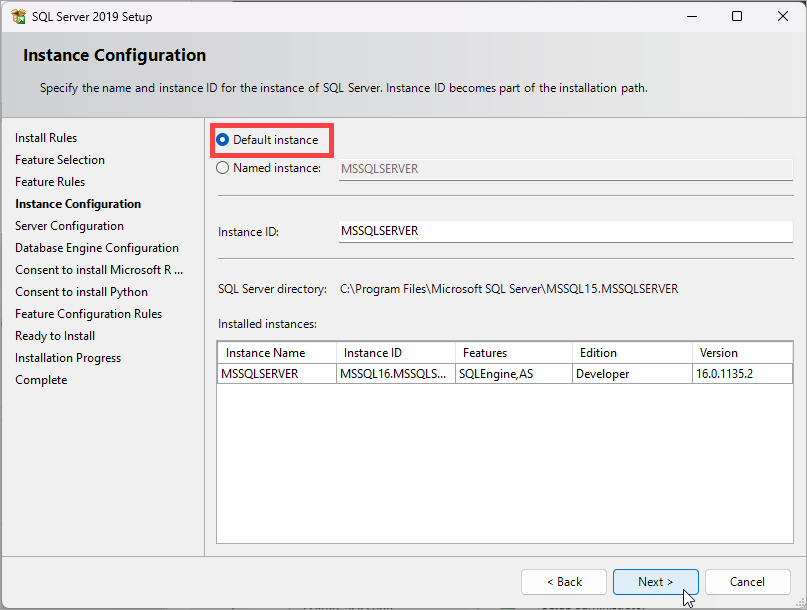 SQL Server 2019 Setup
Instance Configuration
Specify the name and instance ID for the instance of SQL Server. Instance ID becomes part of the installation path.
Install Rules
Feature Selection
Feature Rules
Instance Configuration
Server Configuration
Database Engine Configuration
Consent to install Microsoft R ...
Consent to install Python
Feature Configuration Rules
Ready to Install
Installation Progress
Complete
Default instance
Named instance: MSSQLSERVER
Instance ID: MSSQLSERVER
SQL Server directory: C:\Program Files\Microsoft SQL Server\MSSQL15.MSSQLSERVER
Installed instances:
Instance Name Instance ID Features Edition Version
MSSQLSERVER MSSQL16.MSSQLS... SQLEngine,AS Developer 16.0.1135.2
< Back Next > Cancel